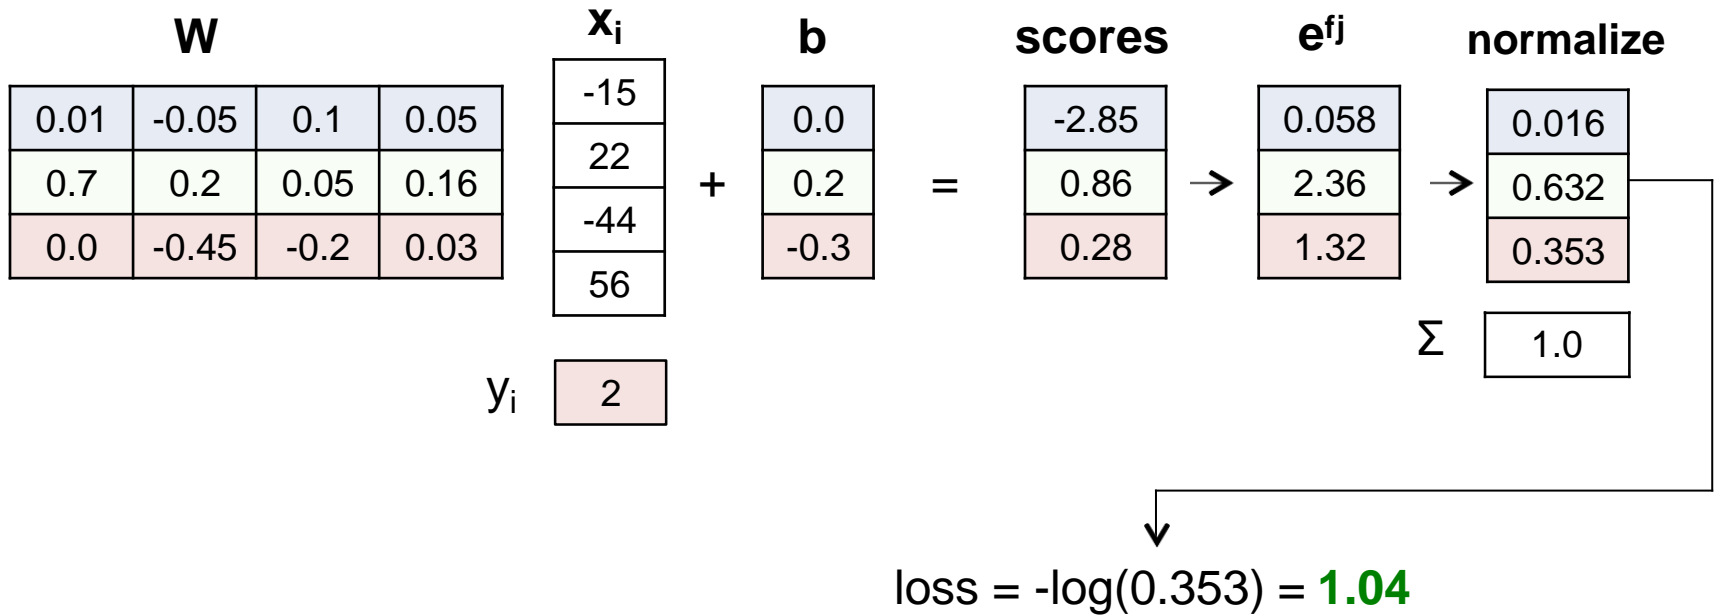 W xᵢ b scores eᶠʲ normalize
0.01 -0.05 0.1 0.05
0.7 0.2 0.05 0.16
0.0 -0.45 -0.2 0.03
-15
22
-44
56
+
0.0
0.2
-0.3
=
-2.85
0.86
0.28
0.058
2.36
1.32
0.016
0.632
0.353
Σ 1.0
yᵢ 2
loss = -log(0.353) = 1.04